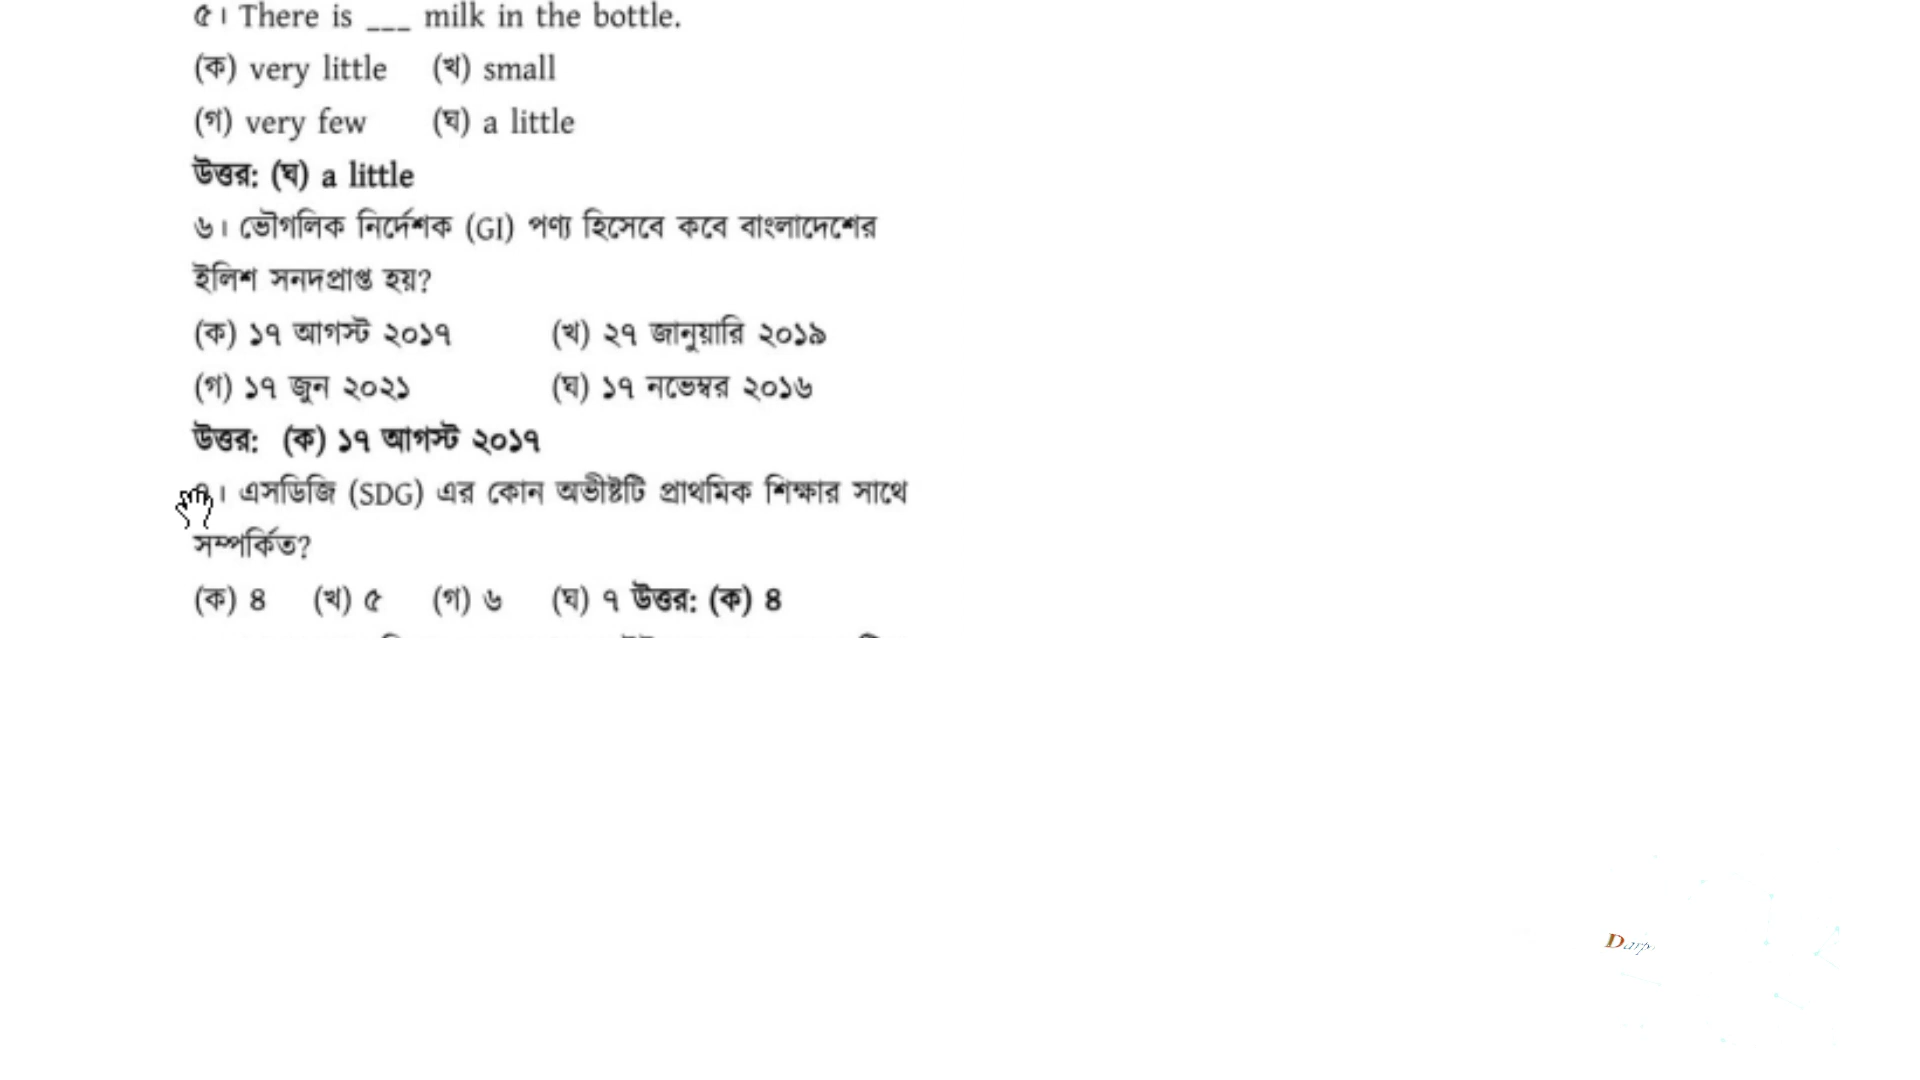 ৫। There is ___ milk in the bottle.
(ক) very little (খ) small
(গ) very few (ঘ) a little
উত্তর: (ঘ) a little
৬। ভৌগলিক নির্দেশক (GI) পণ্য হিসেবে কবে বাংলাদেশের
ইলিশ সনদপ্রাপ্ত হয়?
(ক) ১৭ আগস্ট ২০১৭ (খ) ২৭ জানুয়ারি ২০১৯
(গ) ১৭ জুন ২০২১ (ঘ) ১৭ নভেম্বর ২০১৬
উত্তর: (ক) ১৭ আগস্ট ২০১৭
৭। এসডিজি (SDG) এর কোন অভীষ্টটি প্রাথমিক শিক্ষার সাথে
সম্পর্কিত?
(ক) ৪ (খ) ৫ (গ) ৬ (ঘ) ৭ উত্তর: (ক) ৪
Darp